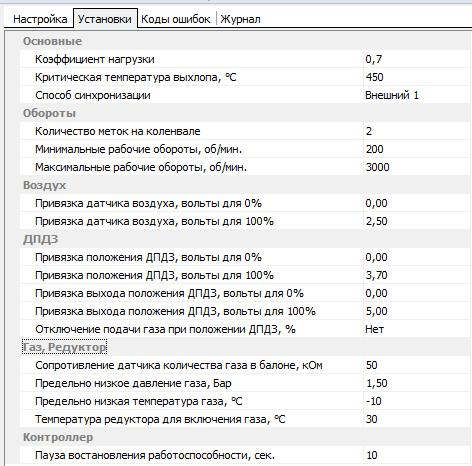 Настройка Установки Коды ошибок Журнал
Основные
Коэффициент нагрузки 0,7
Критическая температура выхлопа, °C 450
Способ синхронизации Внешний 1
Обороты
Количество меток на коленвале 2
Минимальные рабочие обороты, об/мин. 200
Максимальные рабочие обороты, об/мин. 3000
Воздух
Привязка датчика воздуха, вольты для 0% 0,00
Привязка датчика воздуха, вольты для 100% 2,50
ДПДЗ
Привязка положения ДПДЗ, вольты для 0% 0,00
Привязка положения ДПДЗ, вольты для 100% 3,70
Привязка выхода положения ДПДЗ, вольты для 0% 0,00
Привязка выхода положения ДПДЗ, вольты для 100% 5,00
Отключение подачи газа при положении ДПДЗ, % Нет
Газ, Редуктор
Сопротивление датчика количества газа в балоне, кОм 50
Предельно низкое давление газа, Бар 1,50
Предельно низкая температура газа, °C -10
Температура редуктора для включения газа, °C 30
Контроллер
Пауза востановления работоспособности, сек. 10